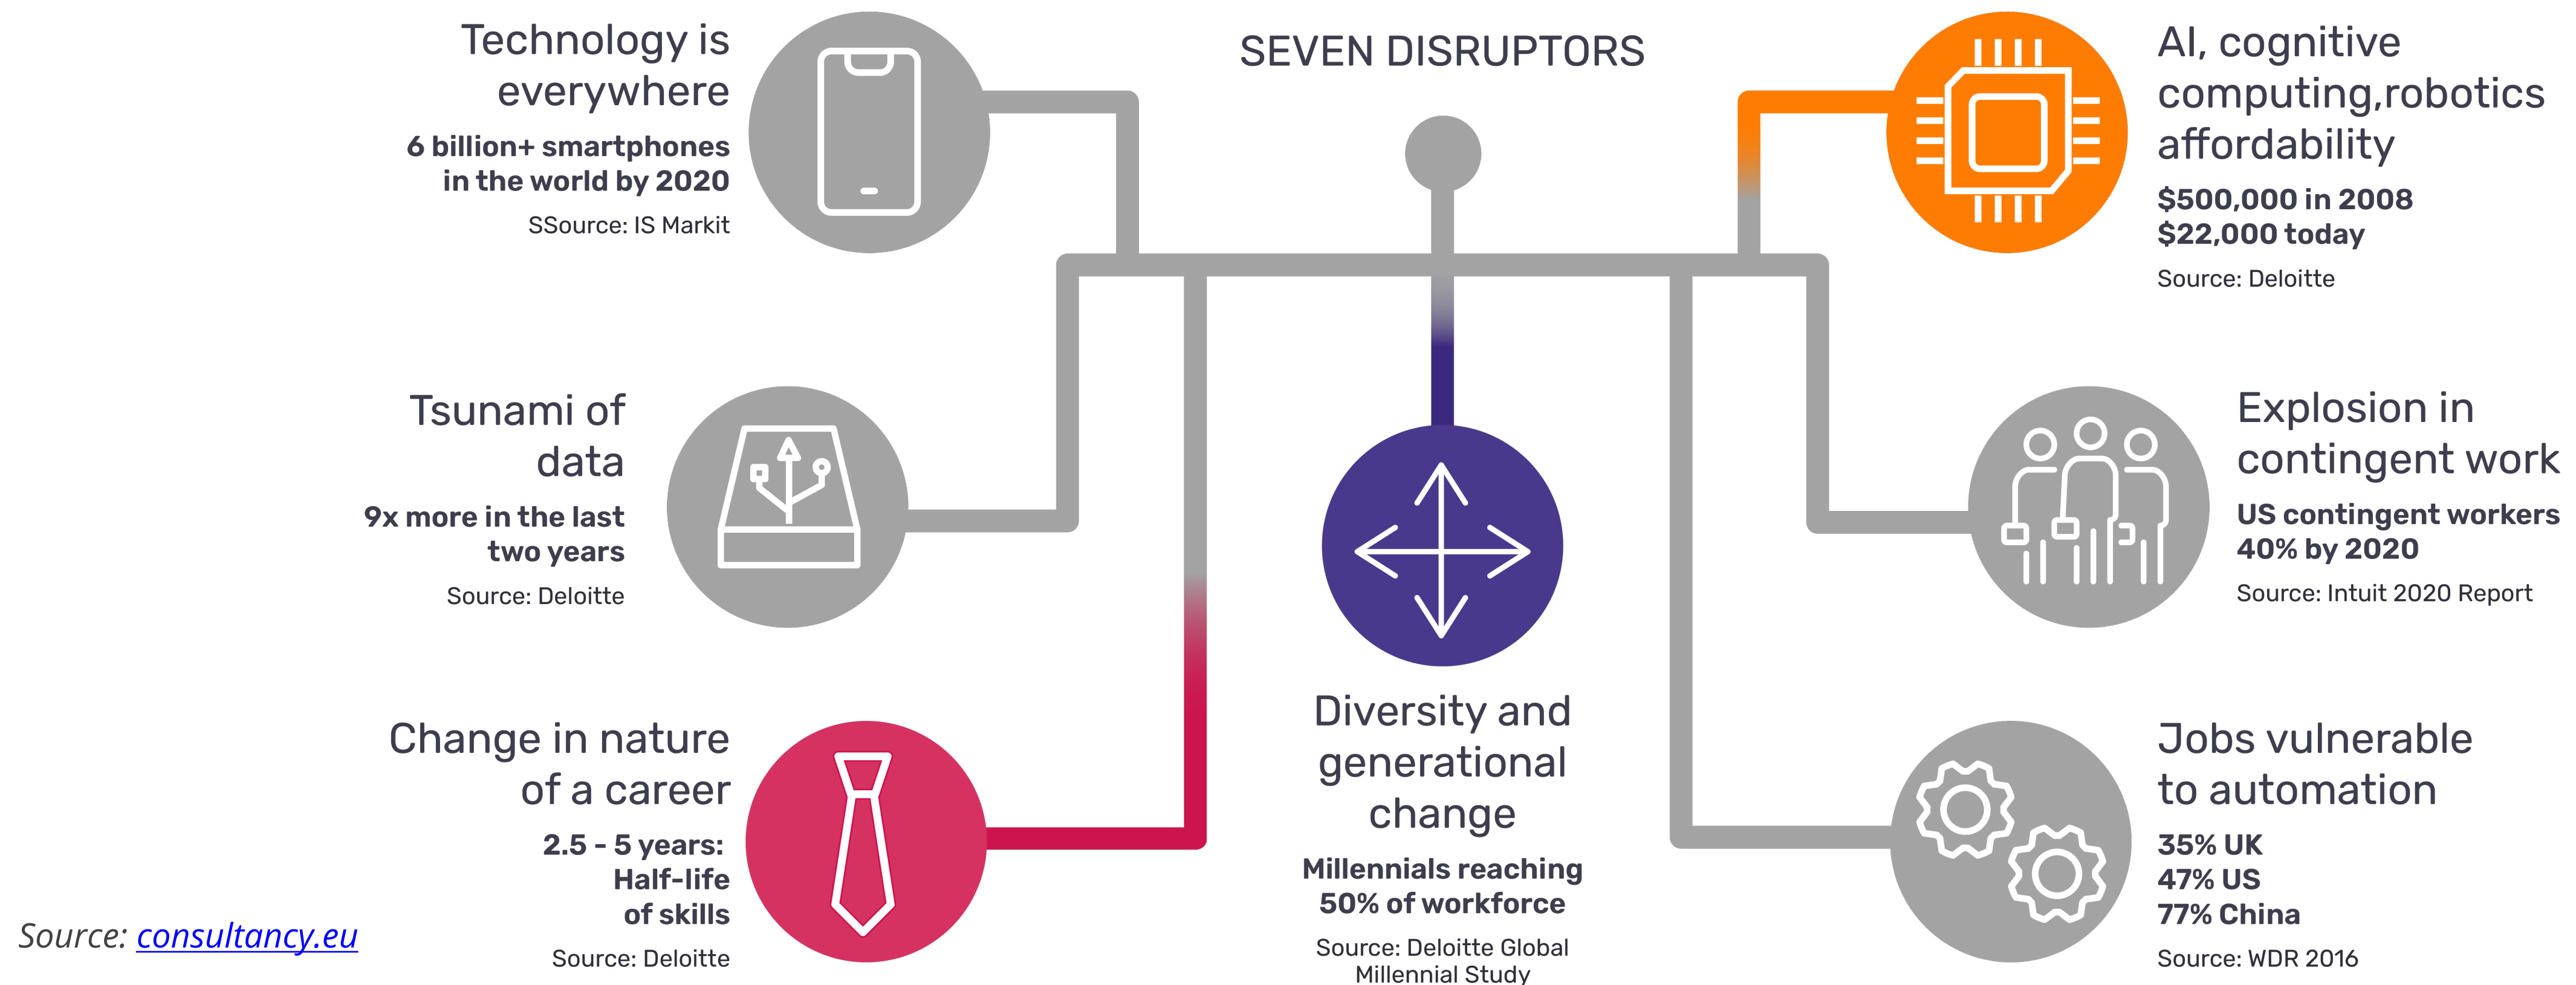 SEVEN DISRUPTORS
Technology is
everywhere
6 billion+ smartphones
in the world by 2020
SSource: IS Markit
Tsunami of
data
9x more in the last
two years
Source: Deloitte
Change in nature
of a career
2.5 - 5 years:
Half-life
of skills
Source: Deloitte
Diversity and
generational
change
Millennials reaching
50% of workforce
Source: Deloitte Global
Millennial Study
AI, cognitive
computing,robotics
affordability
$500,000 in 2008
$22,000 today
Source: Deloitte
Explosion in
contingent work
US contingent workers
40% by 2020
Source: Intuit 2020 Report
Jobs vulnerable
to automation
35% UK
47% US
77% China
Source: WDR 2016
Source: consultancy.eu